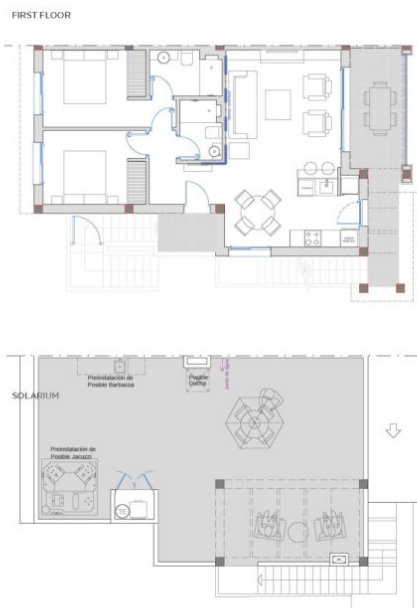 FIRST FLOOR
Preinstalación de
Posible Barbacoa
Posible
Ducha
SOLARIUM
Preinstalación de
Posible Jacuzzi
TE